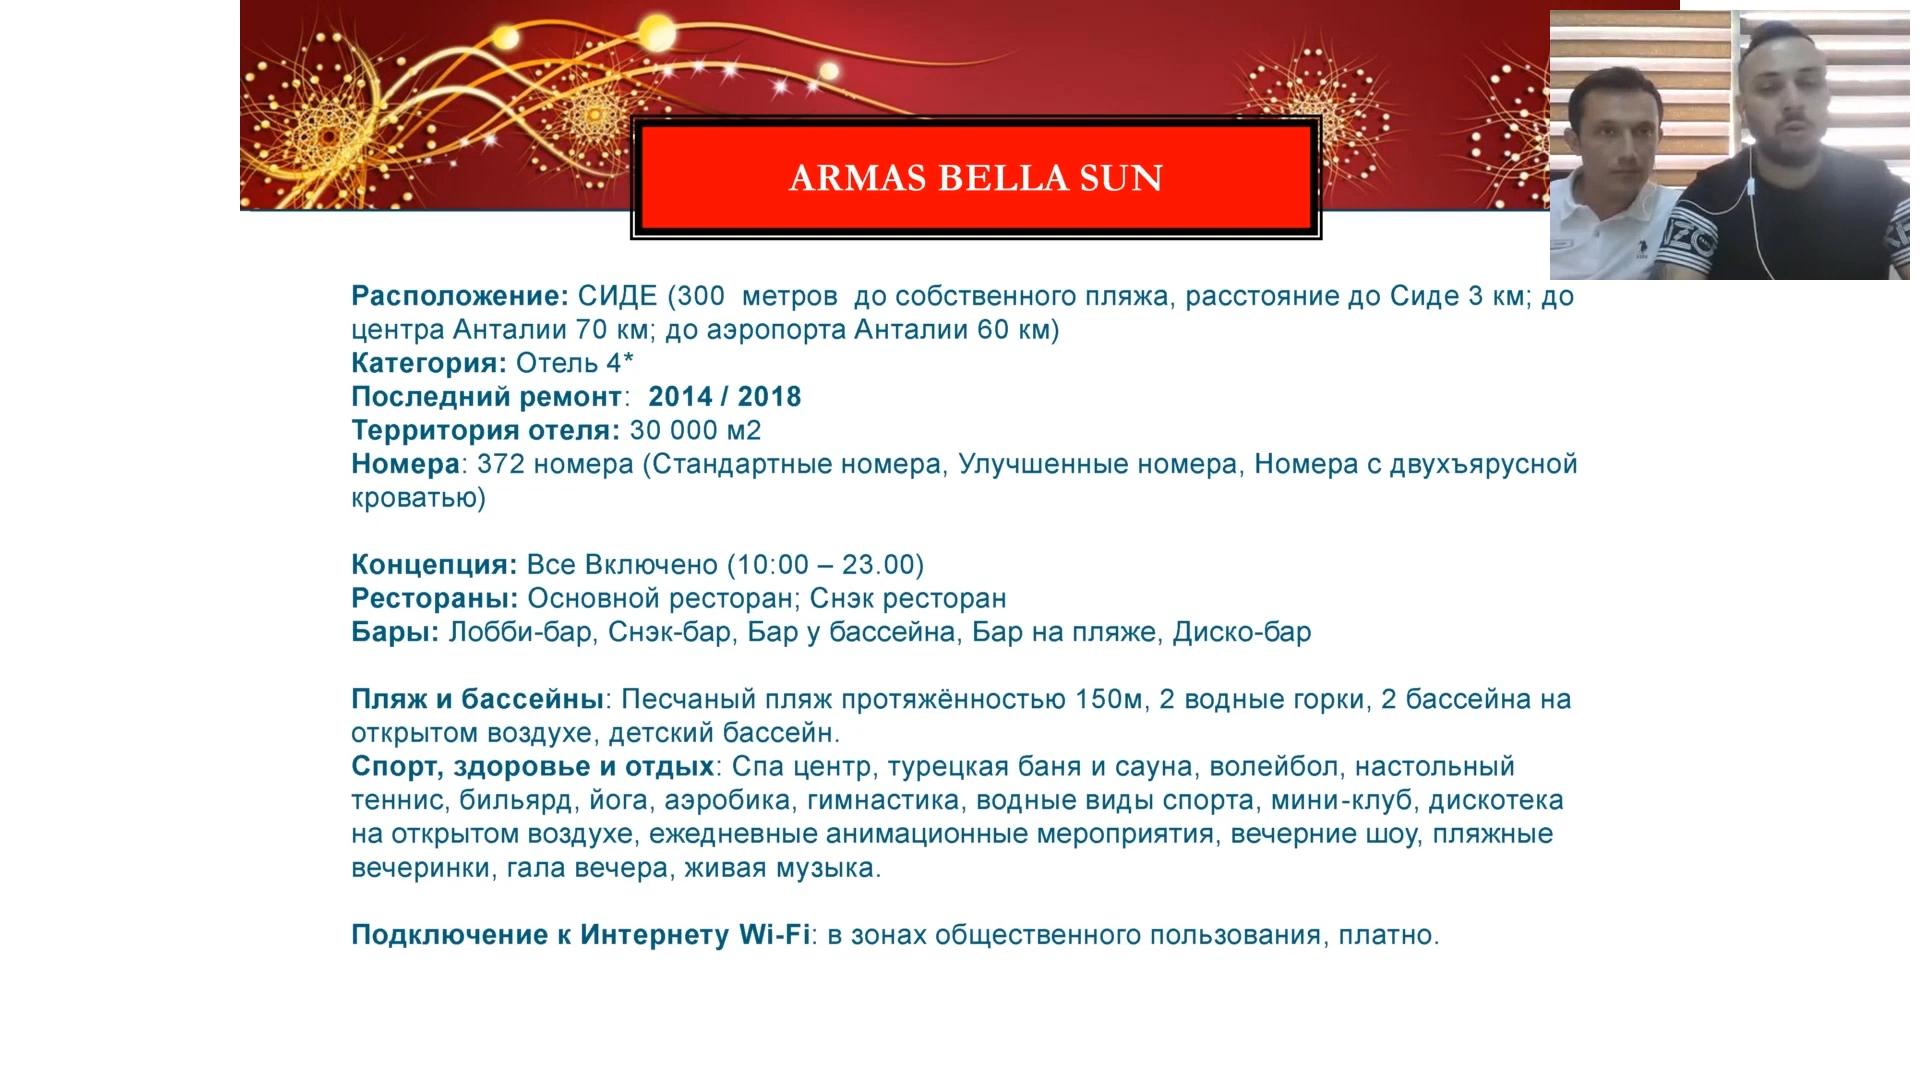 ARMAS BELLA SUN
Расположение: СИДЕ (300 метров до собственного пляжа, расстояние до Сиде 3 км; до
центра Анталии 70 км; до аэропорта Анталии 60 км)
Категория: Отель 4*
Последний ремонт: 2014 / 2018
Территория отеля: 30 000 м2
Номера: 372 номера (Стандартные номера, Улучшенные номера, Номера с двухъярусной
кроватью)
Концепция: Все Включено (10:00 – 23.00)
Рестораны: Основной ресторан; Снэк ресторан
Бары: Лобби-бар, Снэк-бар, Бар у бассейна, Бар на пляже, Диско-бар
Пляж и бассейны: Песчаный пляж протяжённостью 150м, 2 водные горки, 2 бассейна на
открытом воздухе, детский бассейн.
Спорт, здоровье и отдых: Спа центр, турецкая баня и сауна, волейбол, настольный
теннис, бильярд, йога, аэробика, гимнастика, водные виды спорта, мини-клуб, дискотека
на открытом воздухе, ежедневные анимационные мероприятия, вечерние шоу, пляжные
вечеринки, гала вечера, живая музыка.
Подключение к Интернету Wi-Fi: в зонах общественного пользования, платно.